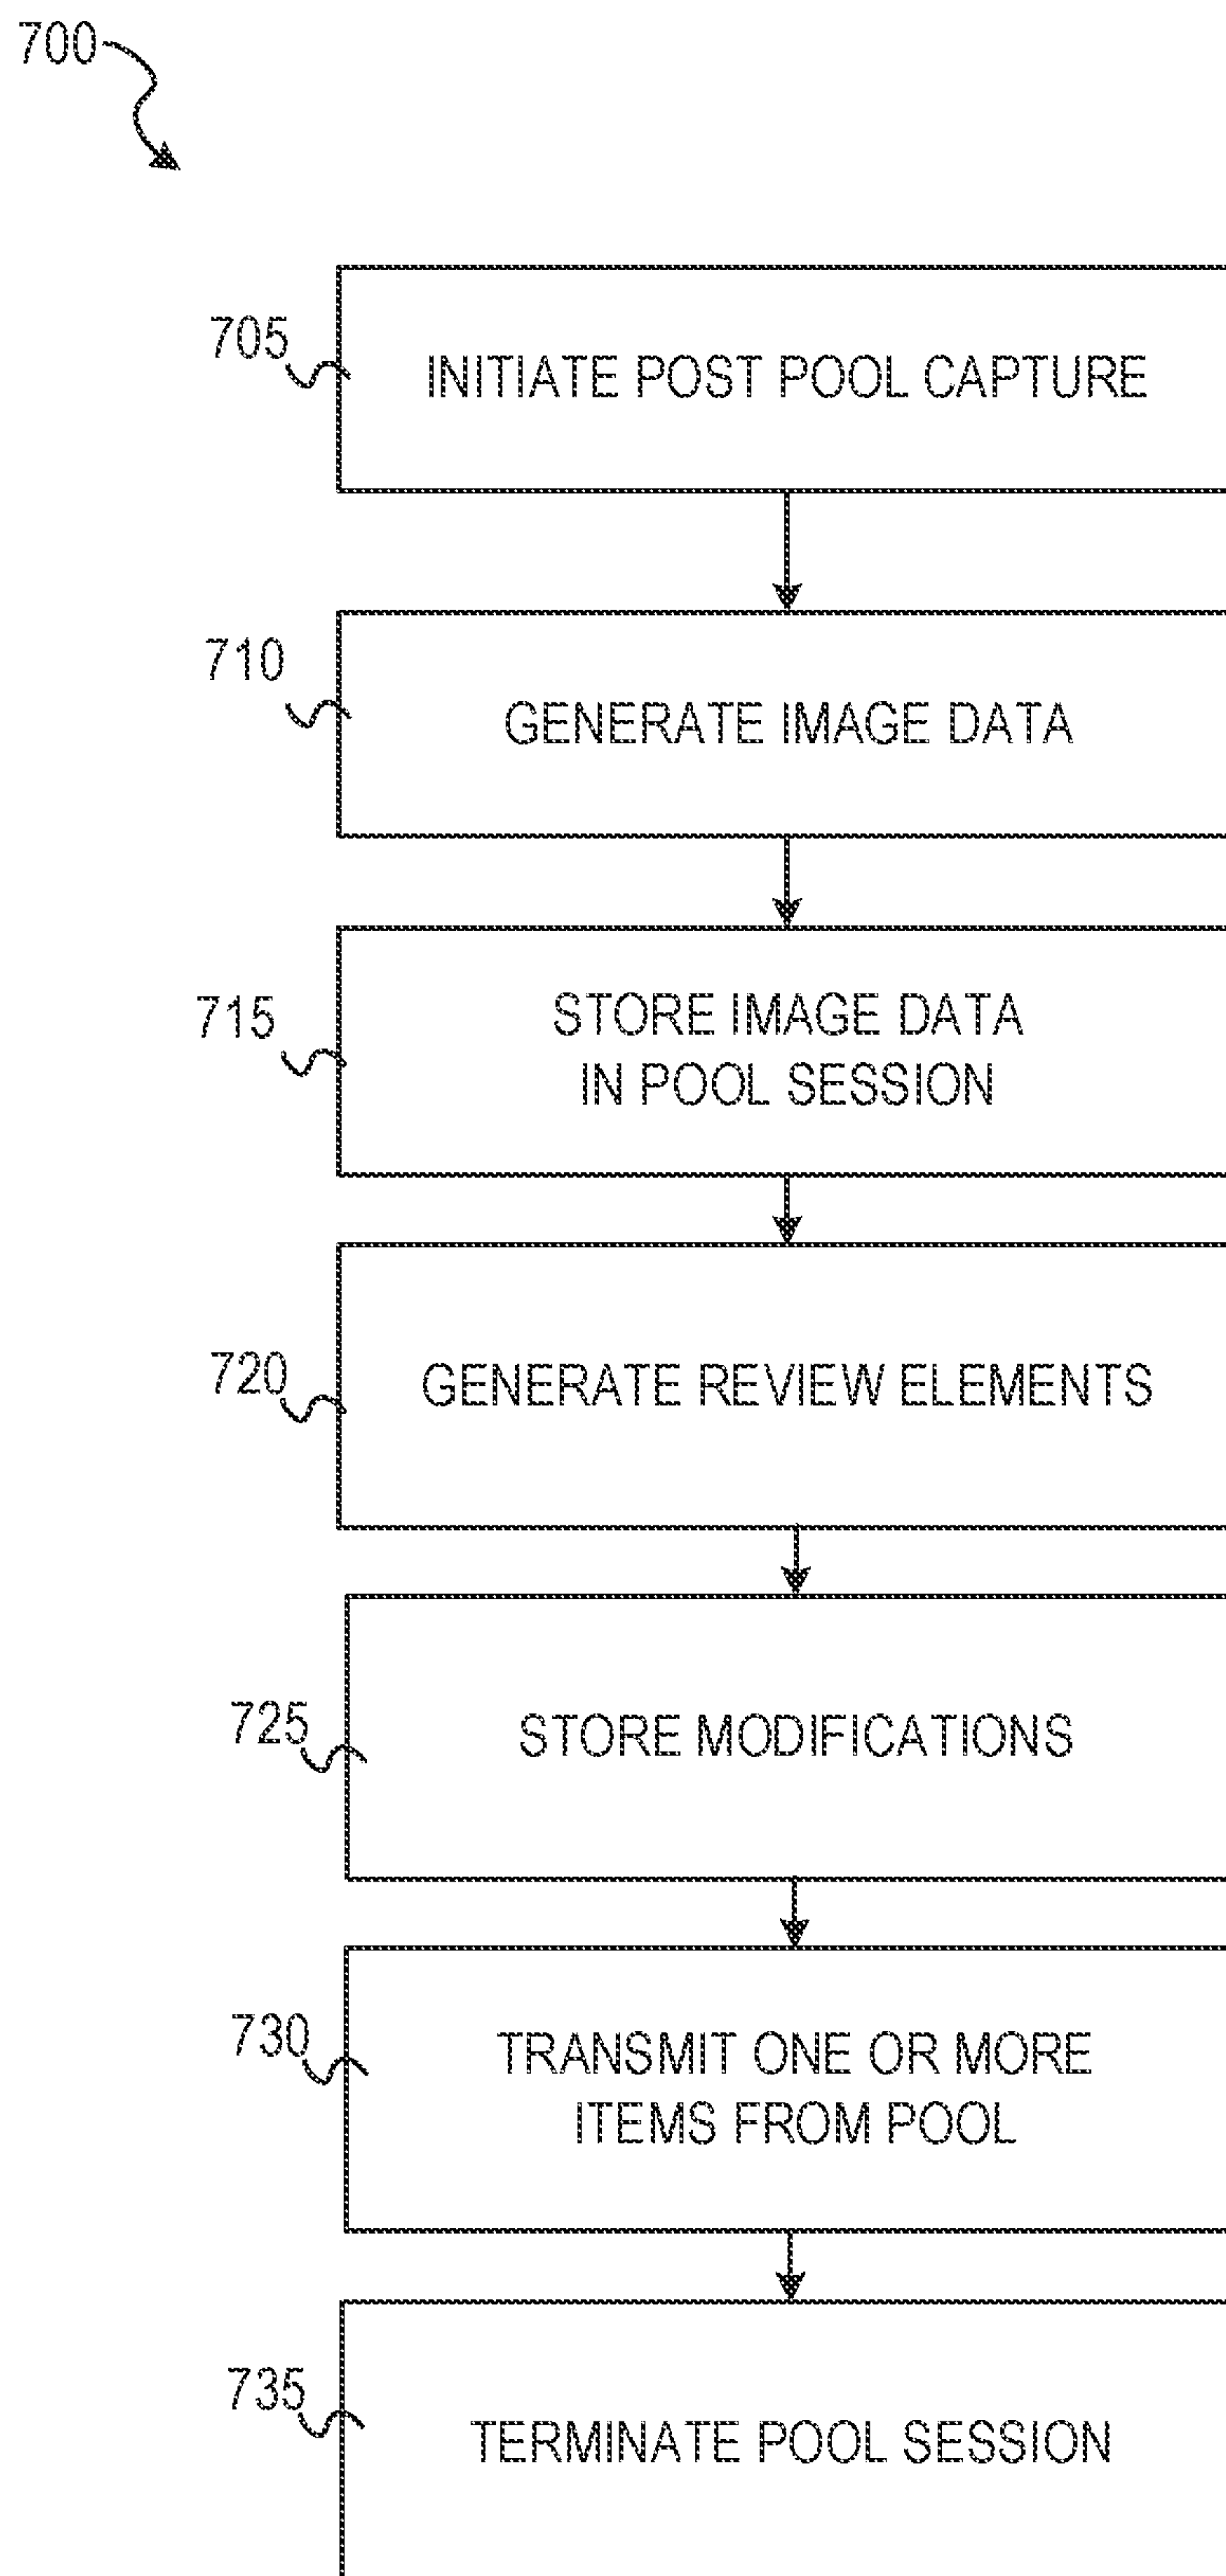 700
705
INITIATE POST POOL CAPTURE
710
GENERATE IMAGE DATA
715
STORE IMAGE DATA
IN POOL SESSION
720
GENERATE REVIEW ELEMENTS
725
STORE MODIFICATIONS
730
TRANSMIT ONE OR MORE
ITEMS FROM POOL
735
TERMINATE POOL SESSION